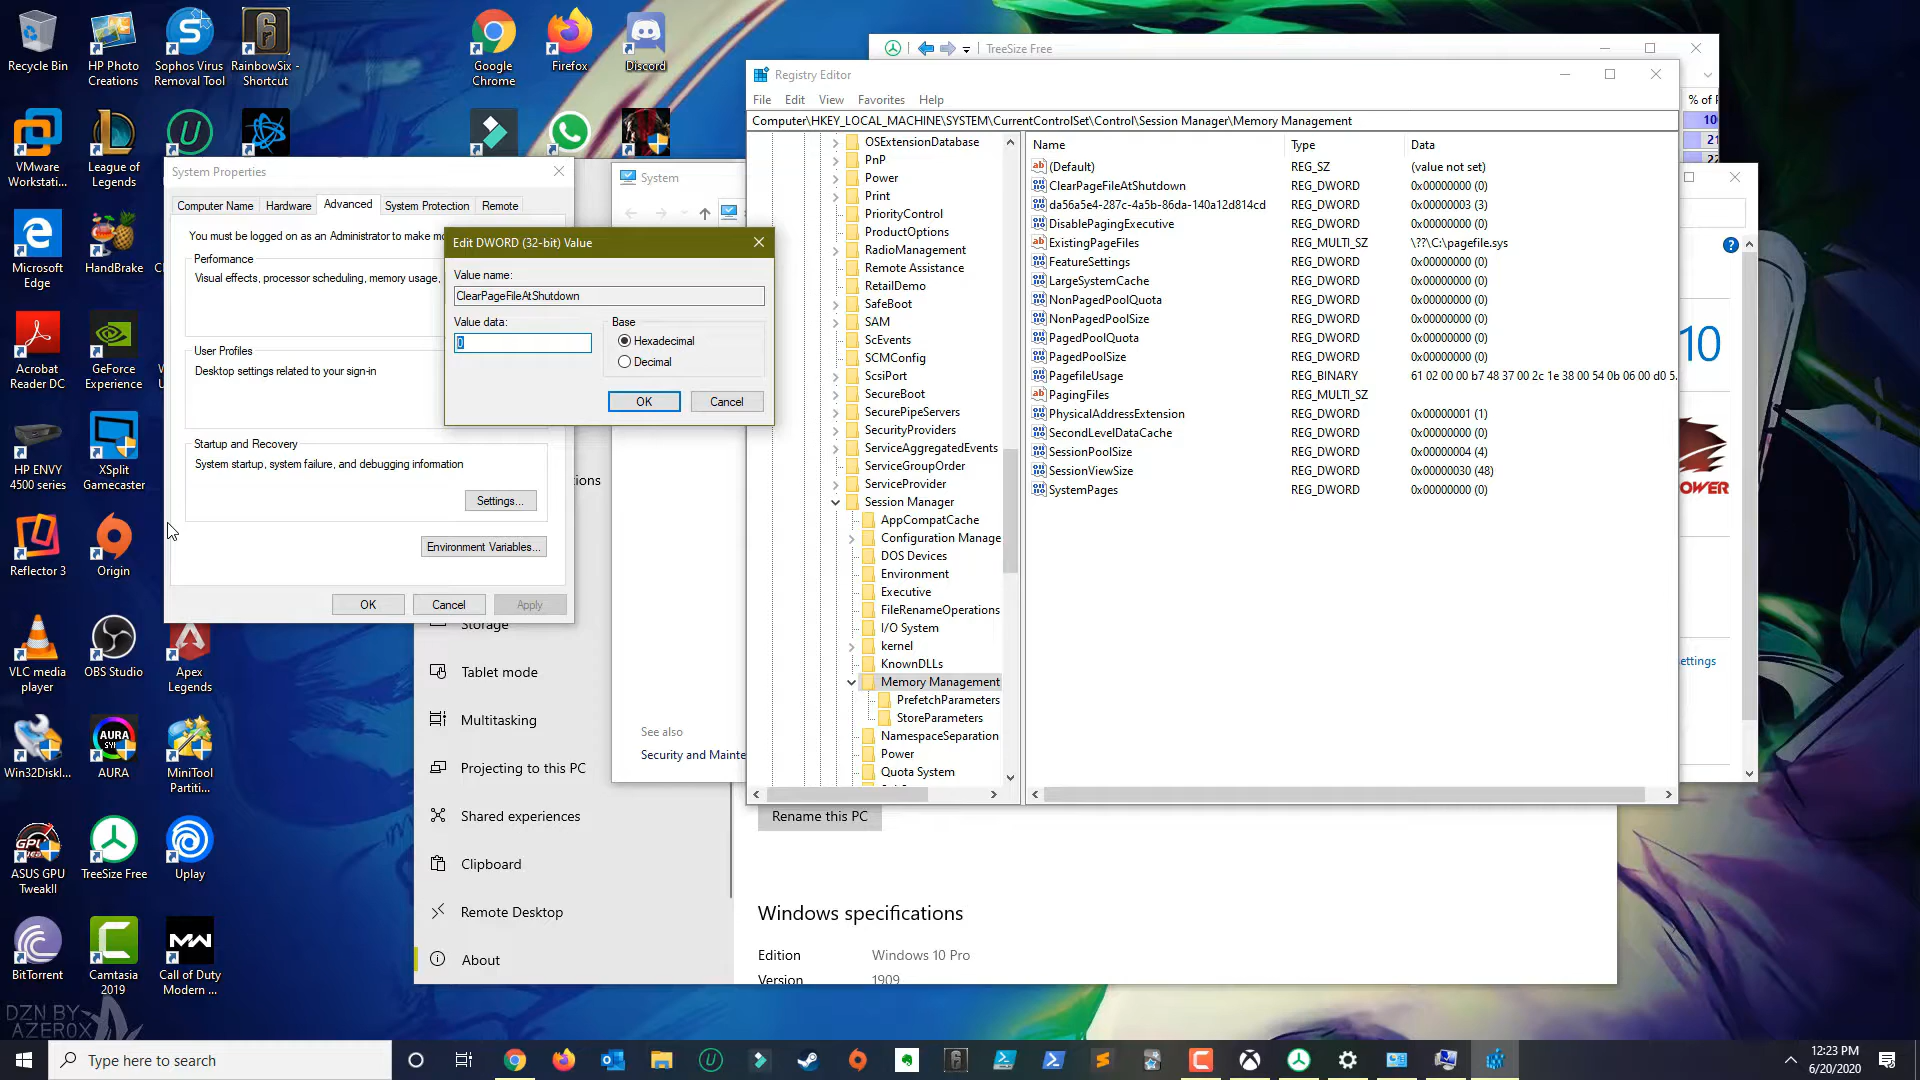 Recycle Bin
HP Photo Creations
Sophos Virus Removal Tool
RainbowSix - Shortcut
Google Chrome
Firefox
Discord
VMware Workstati...
League of Legends
Microsoft Edge
HandBrake
Acrobat Reader DC
GeForce Experience
HP ENVY 4500 series
XSplit Gamecaster
Reflector 3
Origin
VLC media player
OBS Studio
Apex Legends
Win32Diskl...
AURA
MiniTool Partiti...
ASUS GPU TweakII
TreeSize Free
Uplay
BitTorrent
Camtasia 2019
Call of Duty Modern ...
DZN BY AZEROX
System Properties
Computer Name
Hardware
Advanced
System Protection
Remote
You must be logged on as an Administrator to make mo
Performance
Visual effects, processor scheduling, memory usage,
User Profiles
Desktop settings related to your sign-in
Startup and Recovery
System startup, system failure, and debugging information
Settings...
Environment Variables...
OK
Cancel
Apply
Edit DWORD (32-bit) Value
Value name:
ClearPageFileAtShutdown
Value data:
0
Base
Hexadecimal
Decimal
OK
Cancel
System
See also
Security and Mainte
ions
Storage
Tablet mode
Multitasking
Projecting to this PC
Shared experiences
Clipboard
Remote Desktop
About
Rename this PC
Windows specifications
Edition Windows 10 Pro
Version 1909
TreeSize Free
Registry Editor
File Edit View Favorites Help
Computer\HKEY_LOCAL_MACHINE\SYSTEM\CurrentControlSet\Control\Session Manager\Memory Management
OSExtensionDatabase
PnP
Power
Print
PriorityControl
ProductOptions
RadioManagement
Remote Assistance
RetailDemo
SafeBoot
SAM
ScEvents
SCMConfig
ScsiPort
SecureBoot
SecurePipeServers
SecurityProviders
ServiceAggregatedEvents
ServiceGroupOrder
ServiceProvider
Session Manager
AppCompatCache
Configuration Manage
DOS Devices
Environment
Executive
FileRenameOperations
I/O System
kernel
KnownDLLs
Memory Management
PrefetchParameters
StoreParameters
NamespaceSeparation
Power
Quota System
Name Type Data
(Default) REG_SZ (value not set)
ClearPageFileAtShutdown REG_DWORD 0x00000000 (0)
da56a5e4-287c-4a5b-86da-140a12d814cd REG_DWORD 0x00000003 (3)
DisablePagingExecutive REG_DWORD 0x00000000 (0)
ExistingPageFiles REG_MULTI_SZ \??\C:\pagefile.sys
FeatureSettings REG_DWORD 0x00000000 (0)
LargeSystemCache REG_DWORD 0x00000000 (0)
NonPagedPoolQuota REG_DWORD 0x00000000 (0)
NonPagedPoolSize REG_DWORD 0x00000000 (0)
PagedPoolQuota REG_DWORD 0x00000000 (0)
PagedPoolSize REG_DWORD 0x00000000 (0)
PagefileUsage REG_BINARY 61 02 00 00 b7 48 37 00 2c 1e 38 00 54 0b 06 00 d0 5.
PagingFiles REG_MULTI_SZ
PhysicalAddressExtension REG_DWORD 0x00000001 (1)
SecondLevelDataCache REG_DWORD 0x00000000 (0)
SessionPoolSize REG_DWORD 0x00000004 (4)
SessionViewSize REG_DWORD 0x00000030 (48)
SystemPages REG_DWORD 0x00000000 (0)
% of
10
21
10
OWER
ettings
Type here to search
12:23 PM
6/20/2020